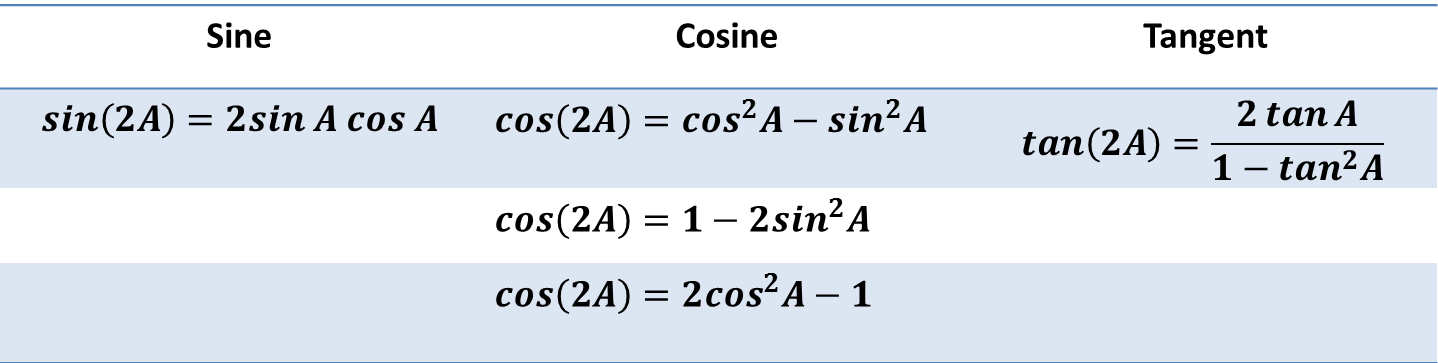 Sine Cosine Tangent
sin(2A) = 2sin A cos A cos(2A) = cos²A − sin²A tan(2A) = 2 tan A / 1 − tan²A
cos(2A) = 1 − 2sin²A
cos(2A) = 2cos²A − 1